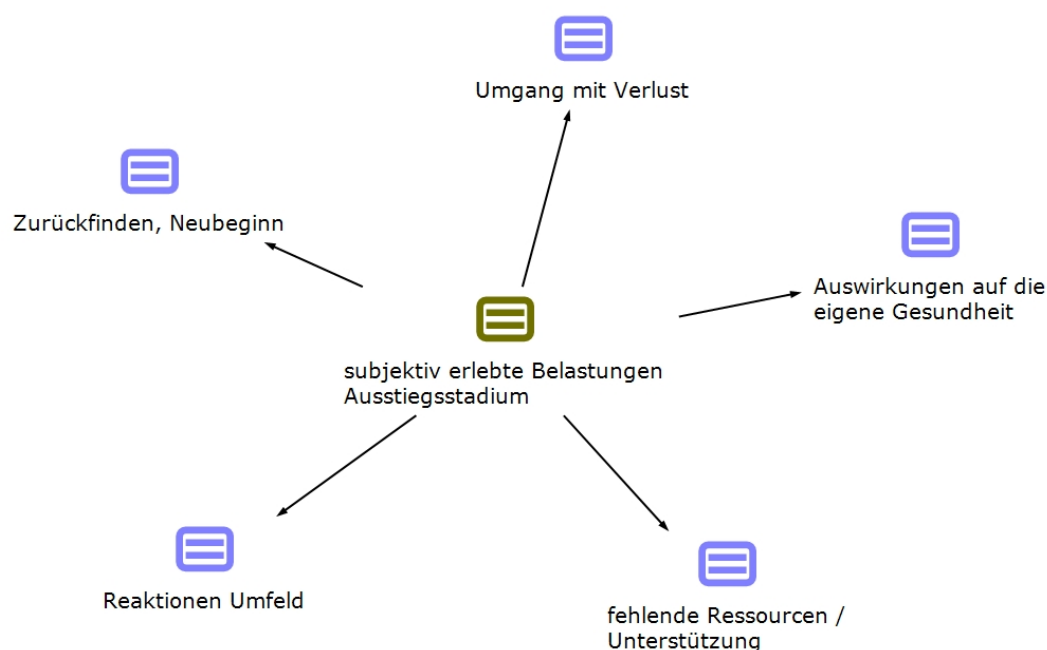 Umgang mit Verlust
Zurückfinden, Neubeginn
Auswirkungen auf die
eigene Gesundheit
subjektiv erlebte Belastungen
Ausstiegsstadium
Reaktionen Umfeld
fehlende Ressourcen /
Unterstützung